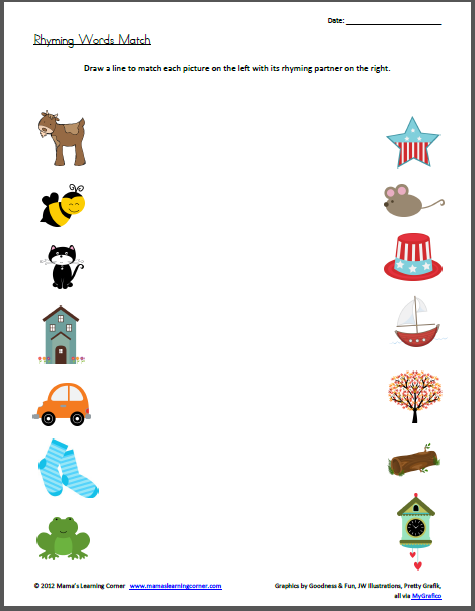 Date: ______________________
Rhyming Words Match
Draw a line to match each picture on the left with its rhyming partner on the right.
© 2012 Mama's Learning Corner www.mamaslearningcorner.com
Graphics by Goodness & Fun, JW Illustrations, Pretty Grafik,
all via MyGrafico